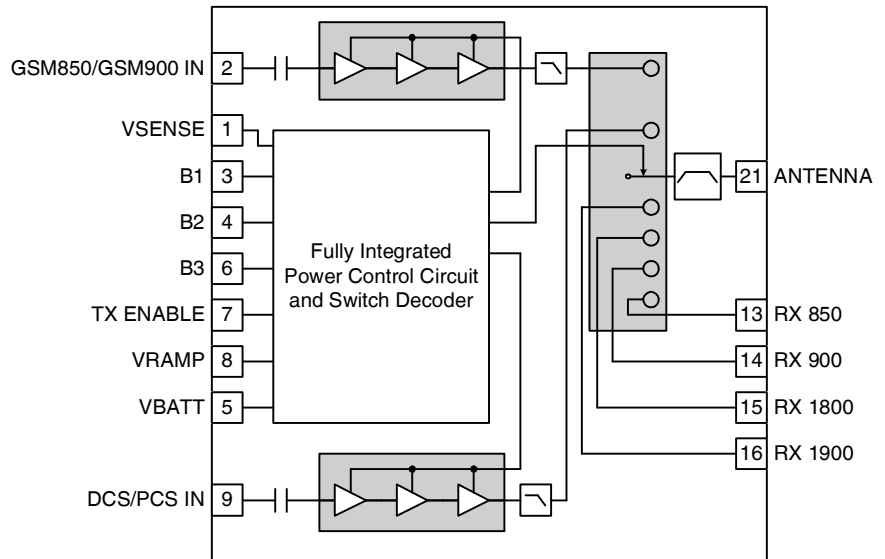 GSM850/GSM900 IN 2
VSENSE 1
B1 3
B2 4
B3 6
TX ENABLE 7
VRAMP 8
VBATT 5
DCS/PCS IN 9
Fully Integrated
Power Control Circuit
and Switch Decoder
21 ANTENNA
13 RX 850
14 RX 900
15 RX 1800
16 RX 1900